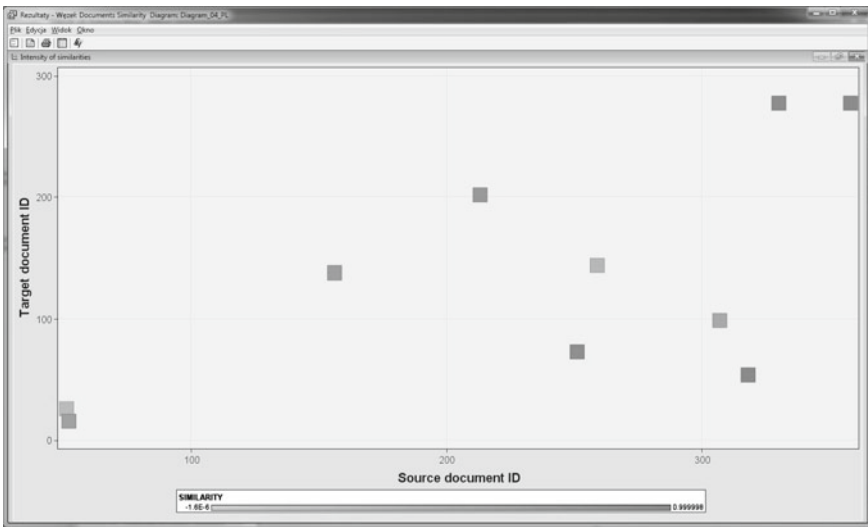 Rezultaty - Węzeł: Documents Similarity Diagram: Diagram_04_PL
Plik Edycja Widok Okno
Intensity of similarities
300
200
100
0
Target document ID
100 200 300
Source document ID
SIMILARITY
-1.6E-6 0.999998